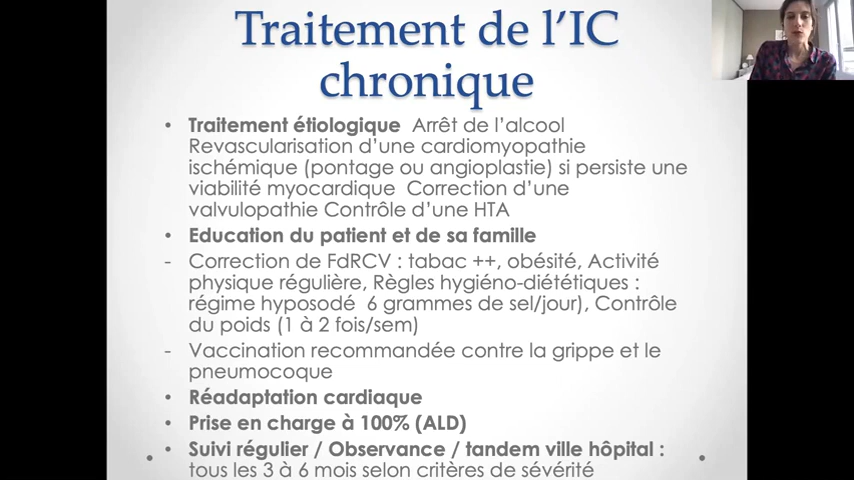 Traitement de l’IC
chronique
• Traitement étiologique Arrêt de l’alcool
Revascularisation d’une cardiomyopathie
ischémique (pontage ou angioplastie) si persiste une
viabilité myocardique Correction d’une
valvulopathie Contrôle d’une HTA
• Education du patient et de sa famille
- Correction de FdRCV : tabac ++, obésité, Activité
physique régulière, Règles hygiéno-diététiques :
régime hyposodé 6 grammes de sel/jour), Contrôle
du poids (1 à 2 fois/sem)
- Vaccination recommandée contre la grippe et le
pneumocoque
• Réadaptation cardiaque
• Prise en charge à 100% (ALD)
• Suivi régulier / Observance / tandem ville hôpital :
tous les 3 à 6 mois selon critères de sévérité